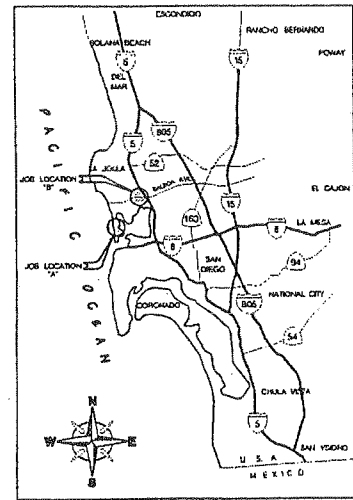 ESCONDIDO
RANCHO BERNARDO
SOLANA BEACH
5
15
POWAY
DEL
MAR
805
5
LA JOLLA
52
JOB LOCATION
"B"
BALBOA AVE.
EL CAJON
163
15
LA MESA
8
8
JOB LOCATION
"A"
SAN
DIEGO
94
CORONADO
NATIONAL CITY
805
54
CHULA VISTA
5
SAN YSIDRO
U.S.A
MEXICO
PACIFIC OCEAN
N
W E
S